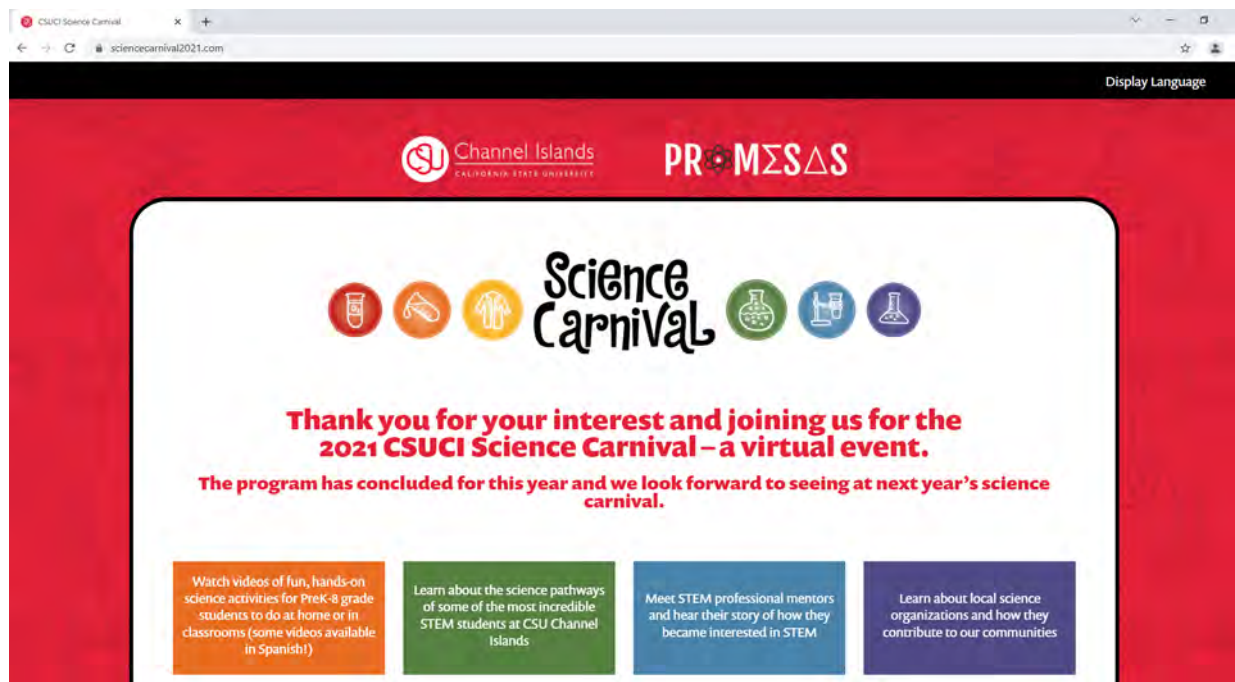 CSUCI Science Carnival
sciencecarnival2021.com
Display Language
CSU Channel Islands
CALIFORNIA STATE UNIVERSITY
PROMΣSΔS
Science
Carnival
Thank you for your interest and joining us for the
2021 CSUCI Science Carnival – a virtual event.
The program has concluded for this year and we look forward to seeing at next year's science
carnival.
Watch videos of fun, hands-on
science activities for PreK-8 grade
students to do at home or in
classrooms (some videos available
in Spanish!)
Learn about the science pathways
of some of the most incredible
STEM students at CSU Channel
Islands
Meet STEM professional mentors
and hear their story of how they
became interested in STEM
Learn about local science
organizations and how they
contribute to our communities